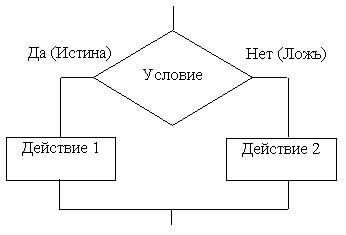 Да (Истина)
Нет (Ложь)
Условие
Действие 1
Действие 2